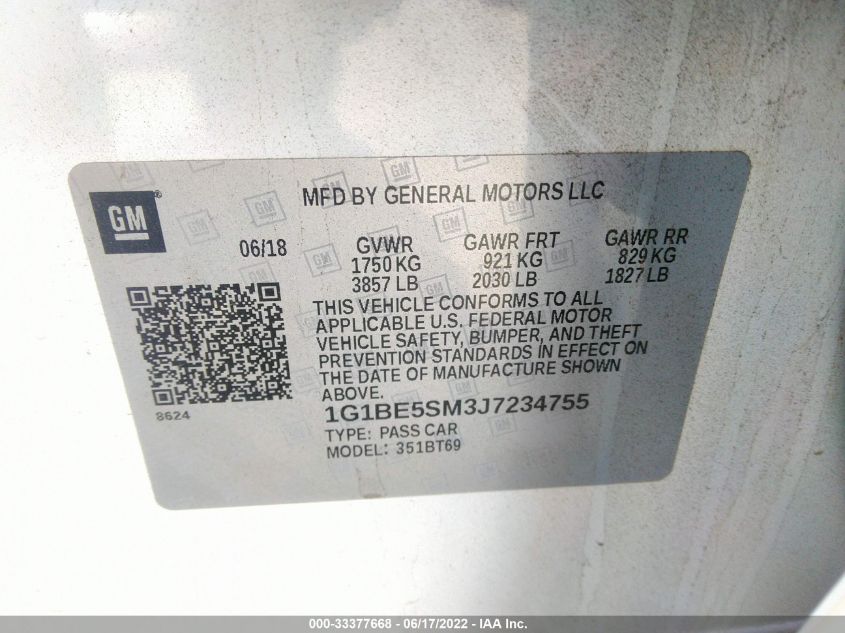 GM
MFD BY GENERAL MOTORS LLC
06/18
GVWR GAWR FRT GAWR RR
1750 KG 921 KG 829 KG
3857 LB 2030 LB 1827 LB
THIS VEHICLE CONFORMS TO ALL
APPLICABLE U.S. FEDERAL MOTOR
VEHICLE SAFETY, BUMPER, AND THEFT
PREVENTION STANDARDS IN EFFECT ON
THE DATE OF MANUFACTURE SHOWN
ABOVE.
8624
1G1BE5SM3J7234755
TYPE: PASS CAR
MODEL: 351BT69
000-33377668 - 06/17/2022 - IAA Inc.